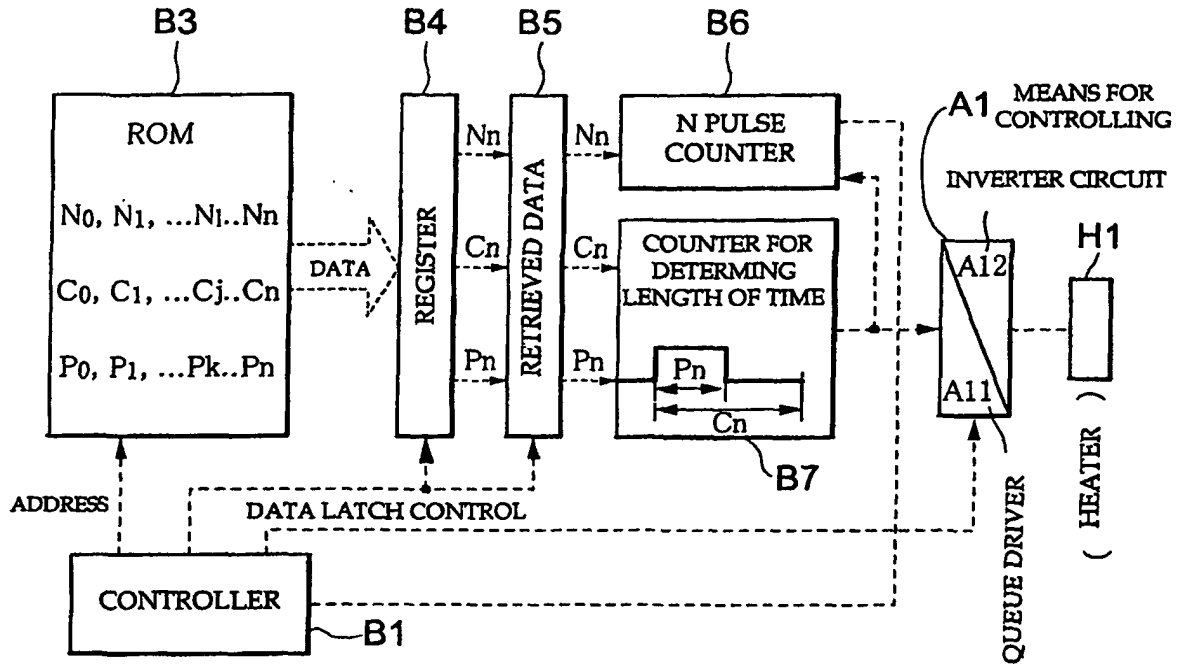 B3
B4
B5
B6
A1
MEANS FOR
CONTROLLING
ROM
N0, N1, ...Nl..Nn
C0, C1, ...Cj..Cn
P0, P1, ...Pk..Pn
DATA
REGISTER
Nn
Cn
Pn
RETRIEVED DATA
Nn
Cn
Pn
N PULSE
COUNTER
COUNTER FOR
DETERMING
LENGTH OF TIME
Pn
Cn
B7
INVERTER CIRCUIT
A12
A11
H1
( HEATER )
QUEUE DRIVER
ADDRESS
DATA LATCH CONTROL
CONTROLLER
B1